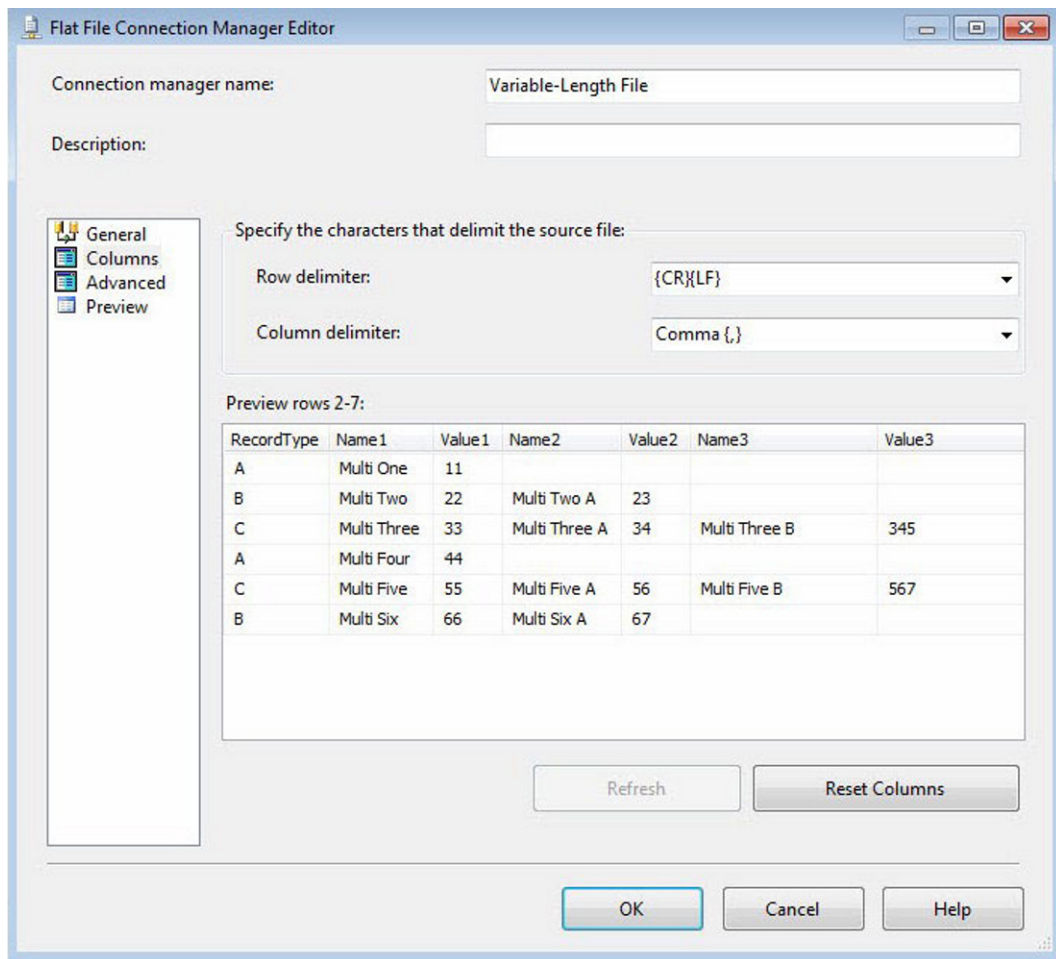 Flat File Connection Manager Editor
Connection manager name: Variable-Length File
Description:
General
Columns
Advanced
Preview
Specify the characters that delimit the source file:
Row delimiter: {CR}{LF}
Column delimiter: Comma {,}
Preview rows 2-7:
RecordType Name1 Value1 Name2 Value2 Name3 Value3
A Multi One 11
B Multi Two 22 Multi Two A 23
C Multi Three 33 Multi Three A 34 Multi Three B 345
A Multi Four 44
C Multi Five 55 Multi Five A 56 Multi Five B 567
B Multi Six 66 Multi Six A 67
Refresh Reset Columns
OK Cancel Help